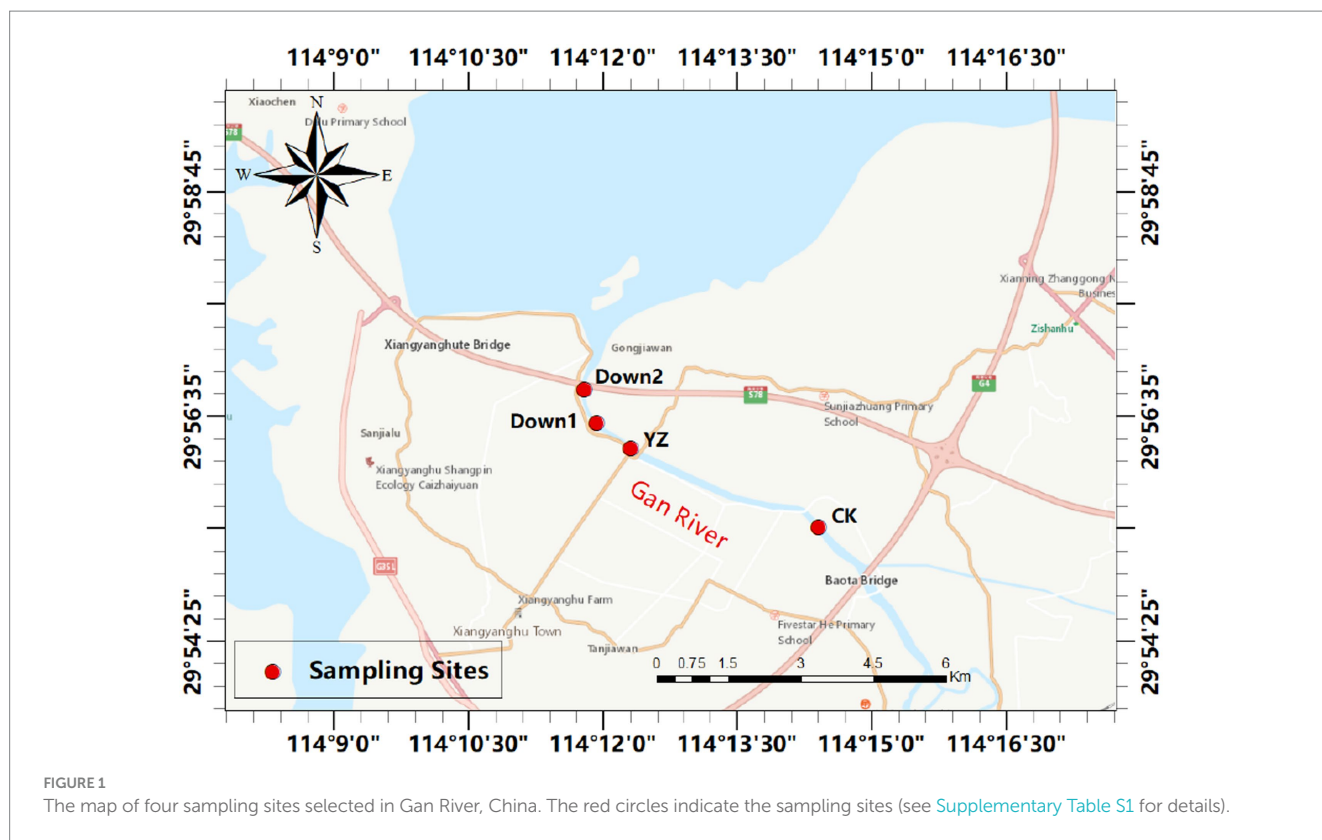 114°9'0" 114°10'30" 114°12'0" 114°13'30" 114°15'0" 114°16'30"
Xiaochen
N
Primary School
S78
W
E
S
29°58'45"
29°58'45"
Xianning Zhanggong
Busines
Zishanhu
Xiangyanghute Bridge
Gongjiawan
Down2
S78
G4
29°56'35"
29°56'35"
Down1
Sunjiazhuang Primary
School
YZ
Sanjialu
Xiangyanghu Shangpin
Ecology Caizhaiyuan
Gan River
CK
G351
Baota Bridge
Xiangyanghu Farm
Xiangyanghu Town
Fivestar He Primary
School
Tanjiawan
29°54'25"
29°54'25"
Sampling Sites
0 0.75 1.5 3 4.5 6
Km
114°9'0" 114°10'30" 114°12'0" 114°13'30" 114°15'0" 114°16'30"
FIGURE 1
The map of four sampling sites selected in Gan River, China. The red circles indicate the sampling sites (see Supplementary Table S1 for details).